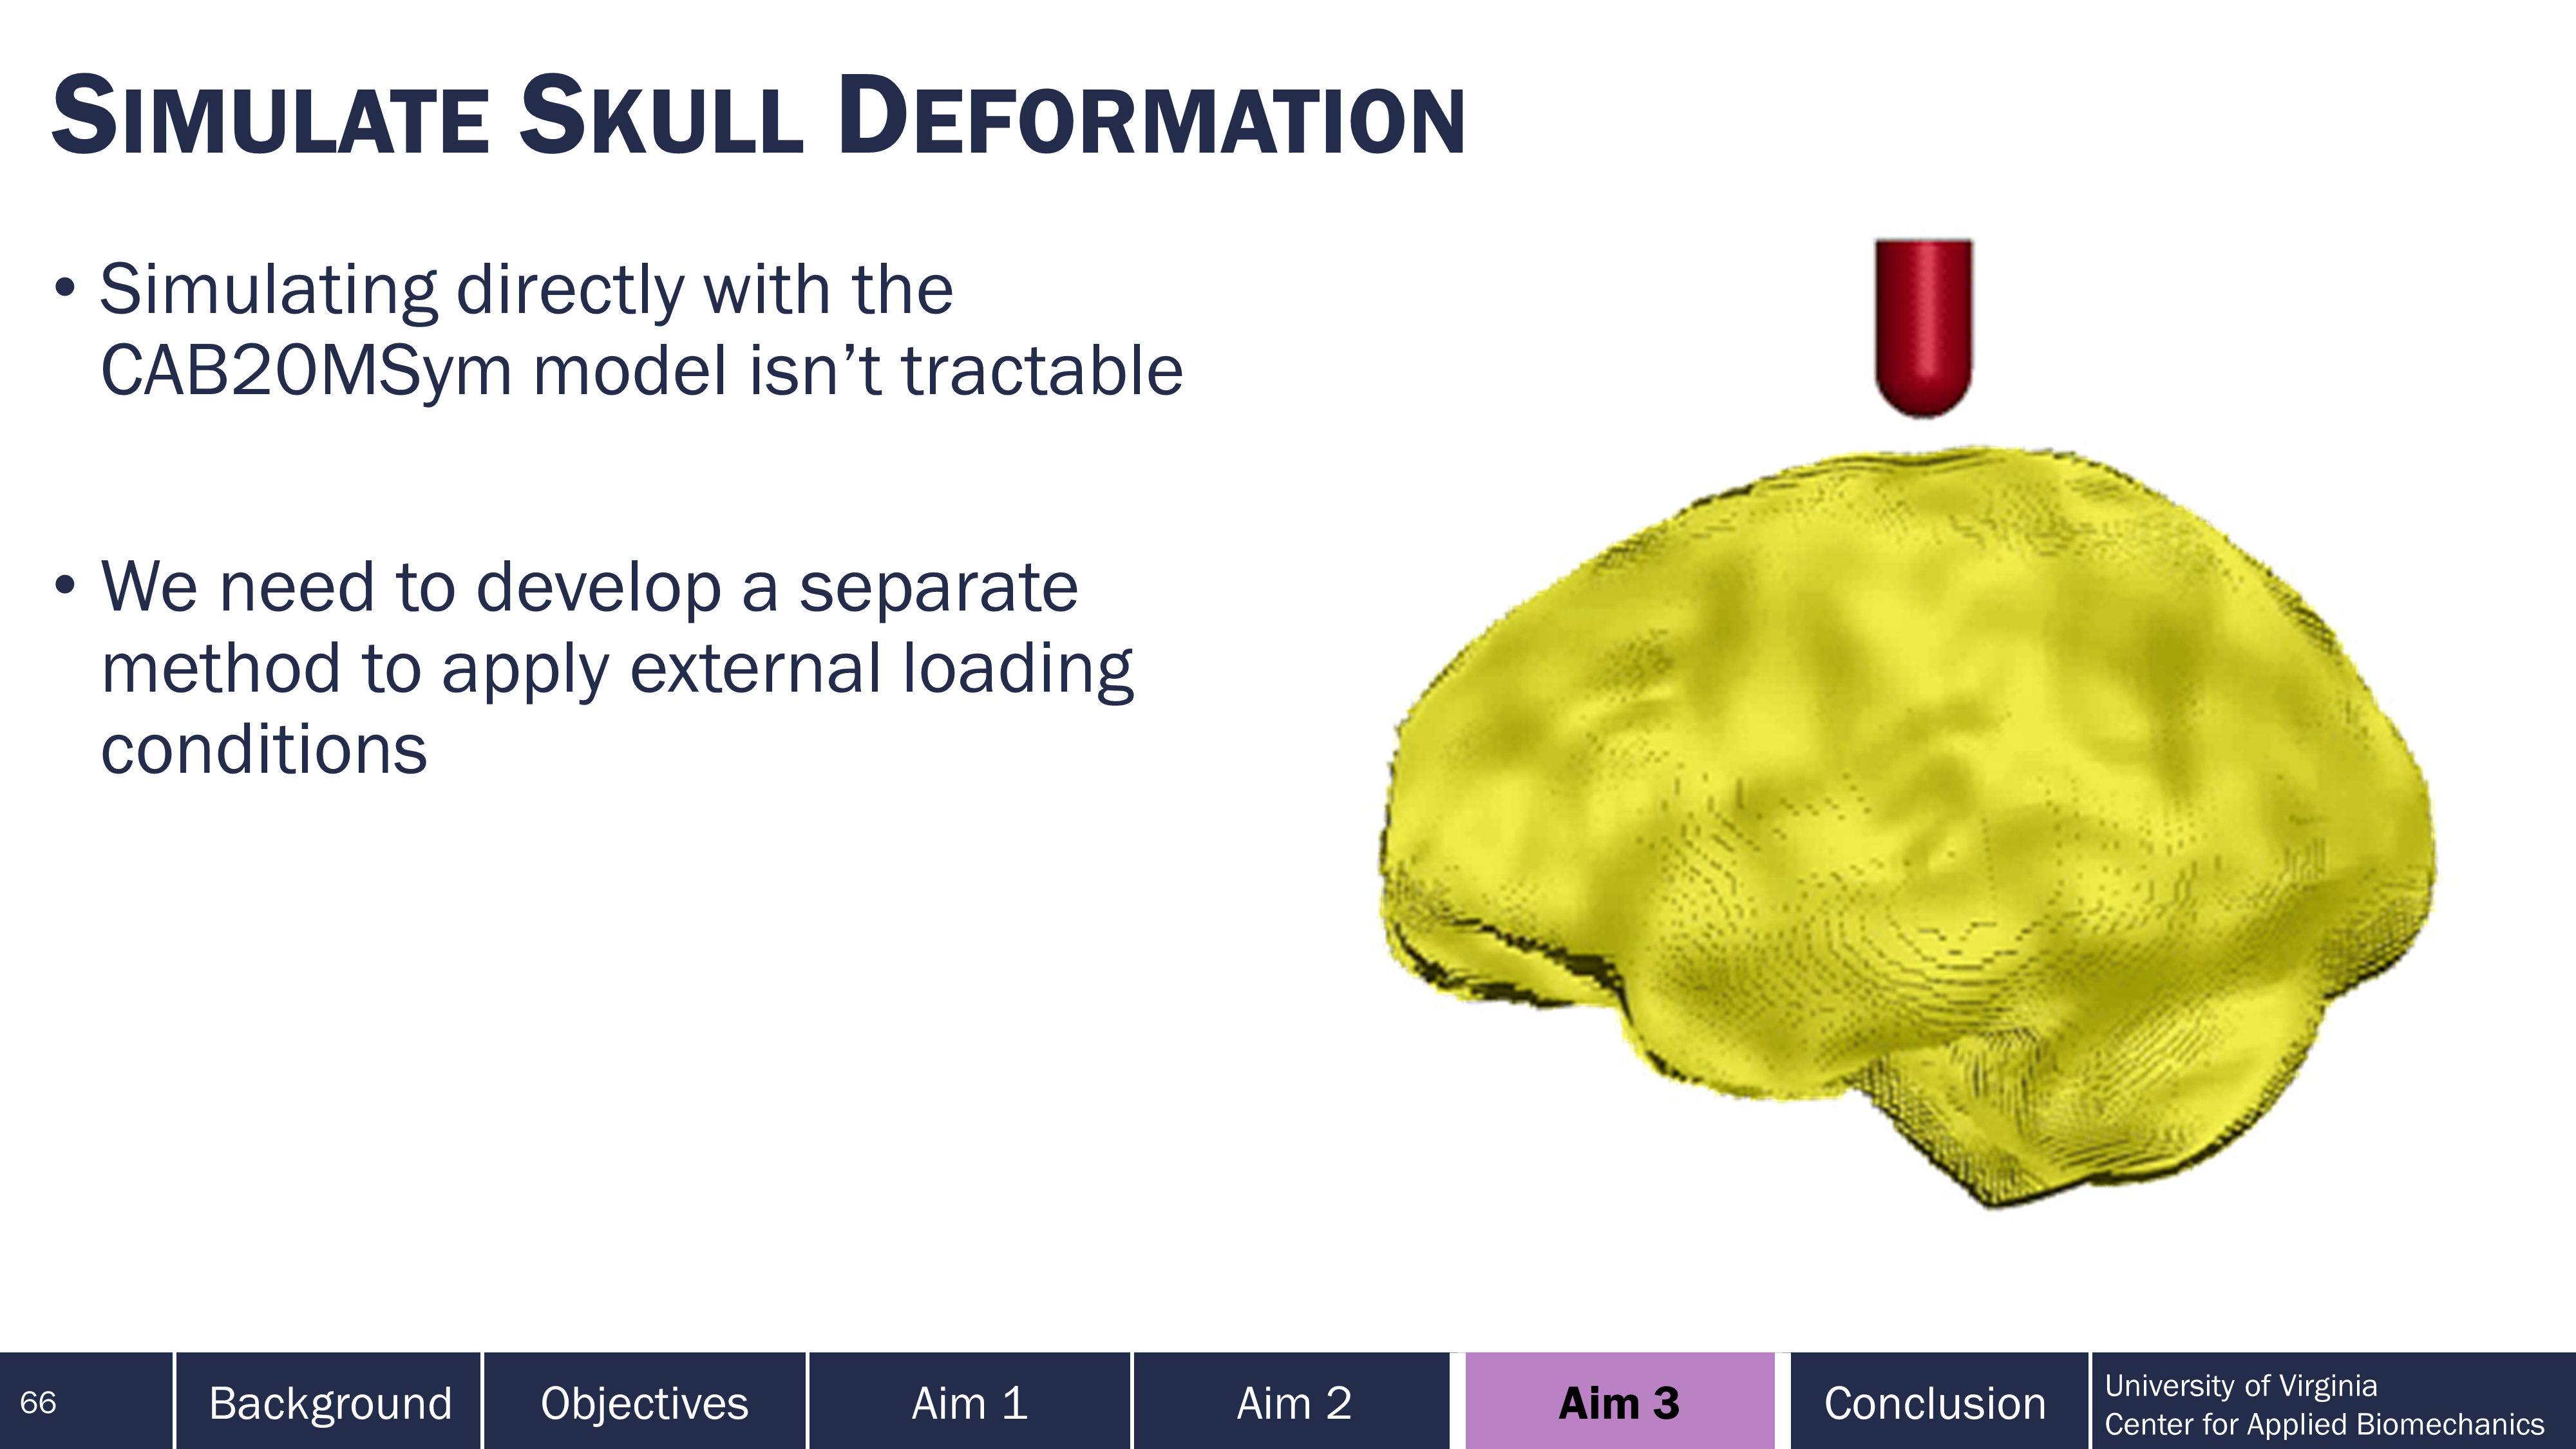 SIMULATE SKULL DEFORMATION
• Simulating directly with the
CAB20MSym model isn’t tractable
• We need to develop a separate
method to apply external loading
conditions
66
Background
Objectives
Aim 1
Aim 2
Aim 3
Conclusion
University of Virginia
Center for Applied Biomechanics